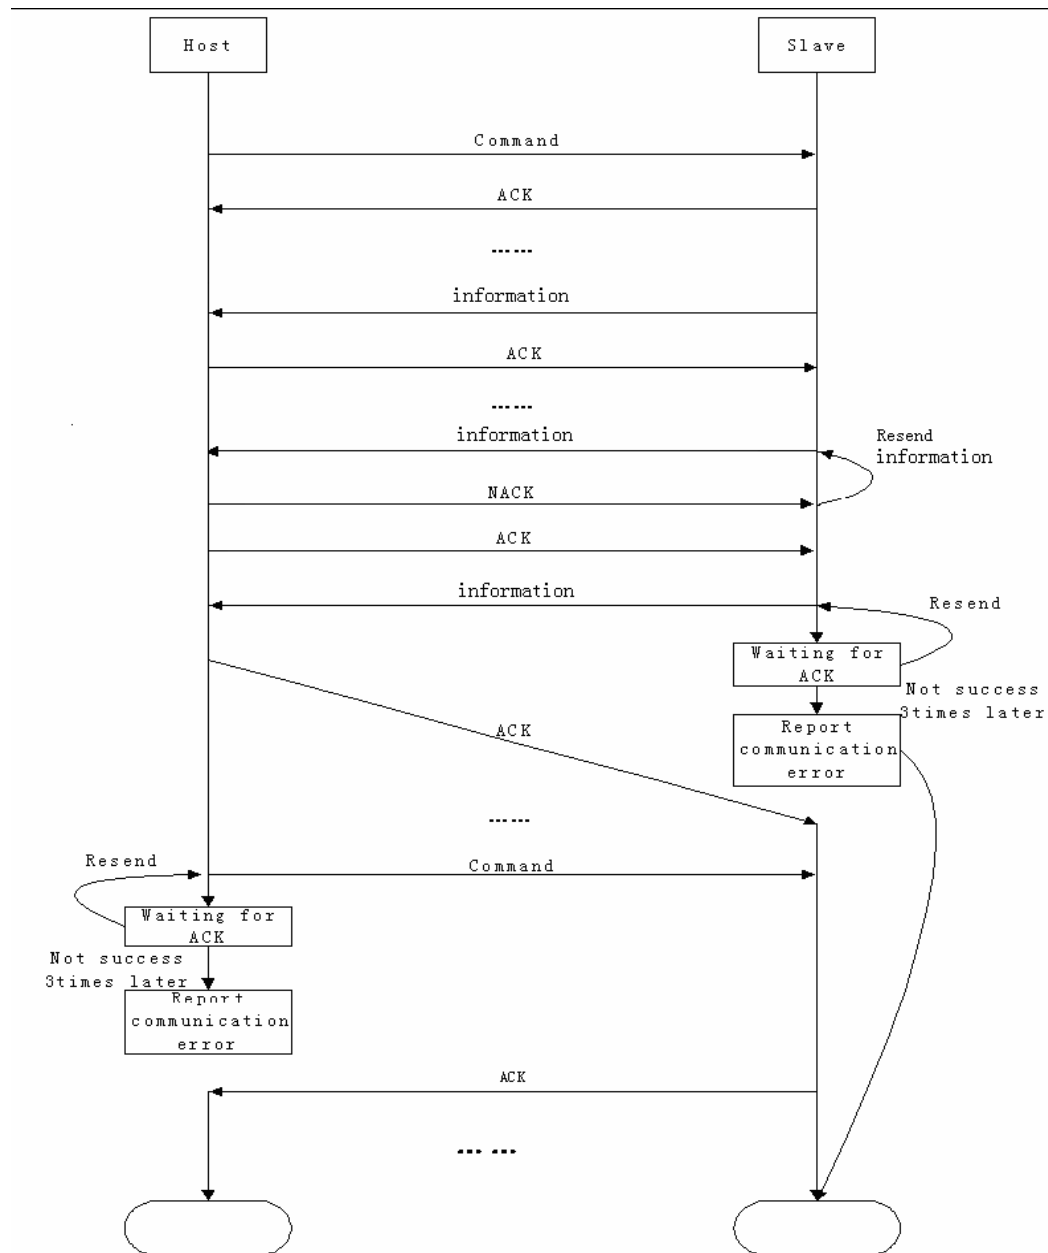 Host
Slave
Command
ACK
......
information
ACK
......
information
Resend
information
NACK
ACK
information
Resend
Waiting for
ACK
Not success
3times later
Report
communication
error
ACK
......
Resend
Command
Waiting for
ACK
Not success
3times later
Report
communication
error
ACK
... ...